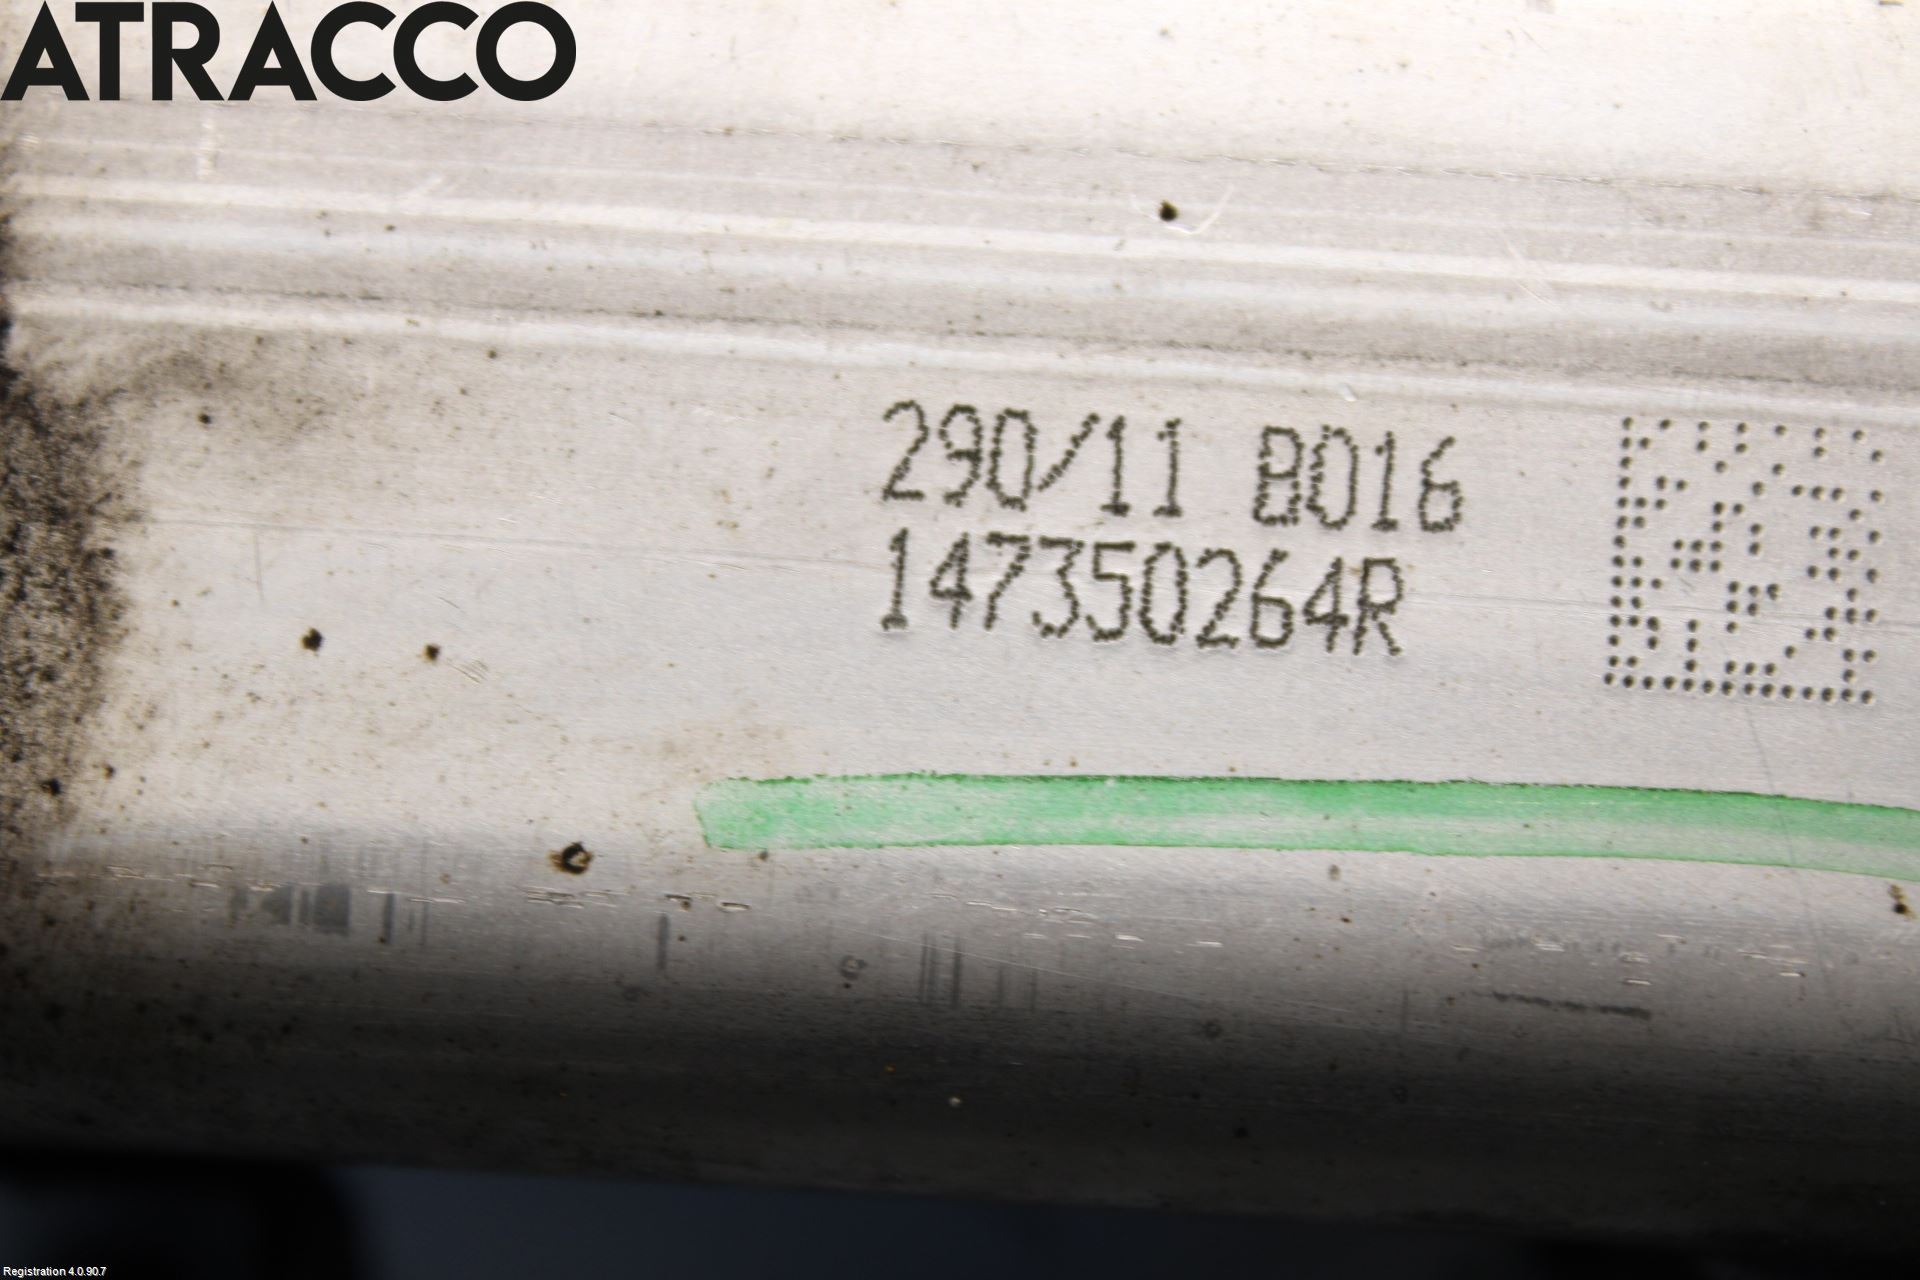 ATRACCO
290/11 B016
147350264R
Registration 4.0.90.7